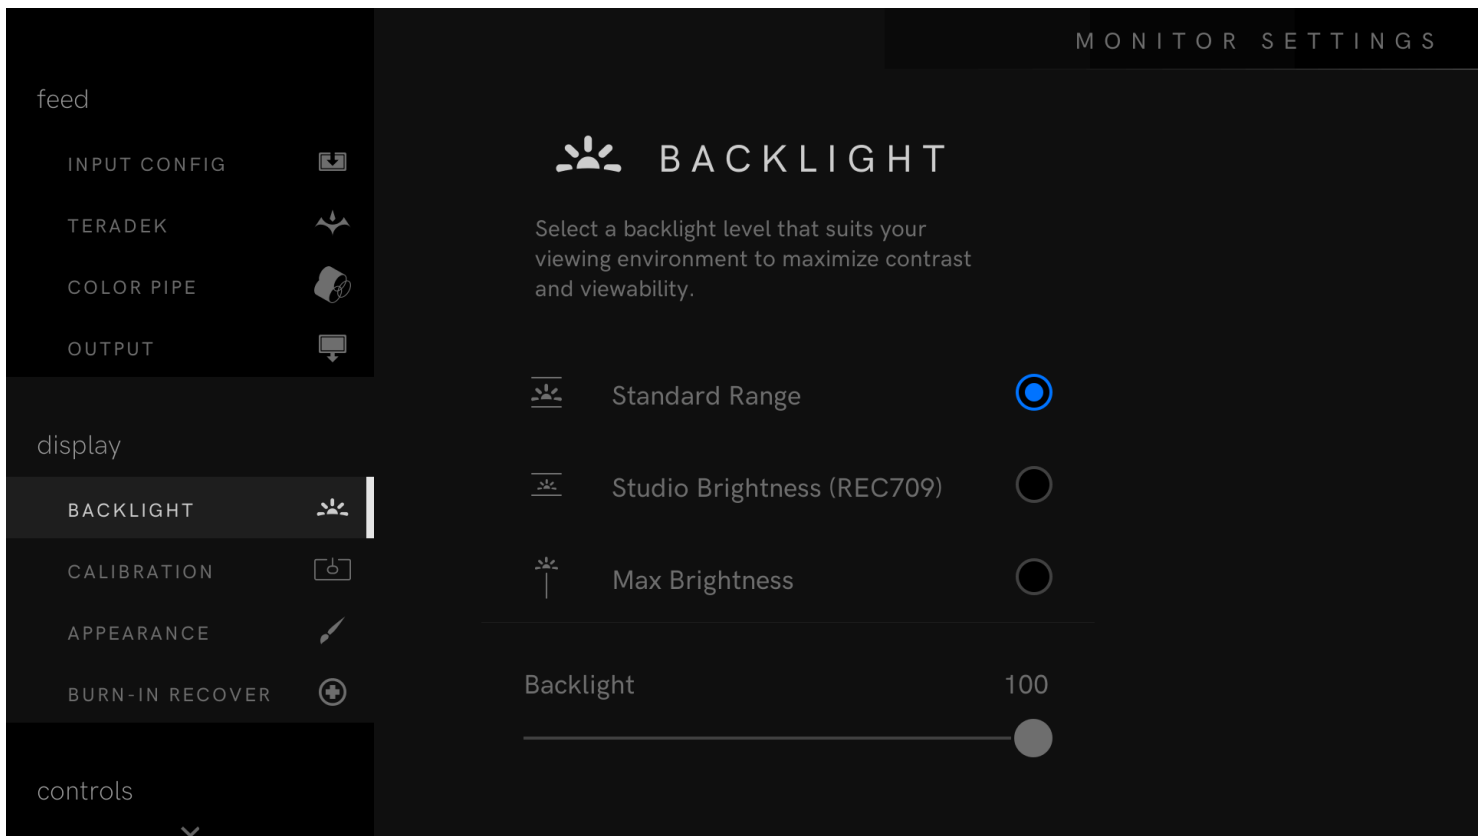 MONITOR SETTINGS
feed
INPUT CONFIG
TERADEK
COLOR PIPE
OUTPUT
display
BACKLIGHT
CALIBRATION
APPEARANCE
BURN-IN RECOVER
controls
BACKLIGHT
Select a backlight level that suits your
viewing environment to maximize contrast
and viewability.
Standard Range
Studio Brightness (REC709)
Max Brightness
Backlight 100